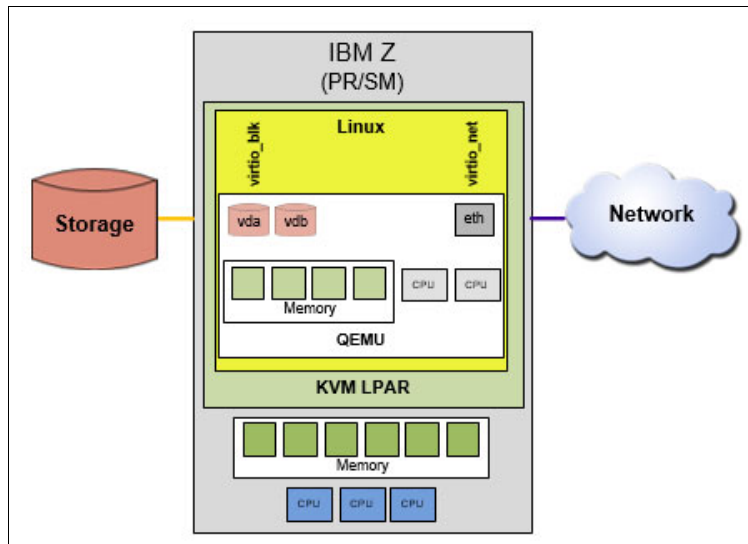 IBM Z
(PR/SM)
Linux
virtio_blk
virtio_net
Storage
vda
vdb
eth
Network
CPU
CPU
Memory
QEMU
KVM LPAR
Memory
CPU
CPU
CPU